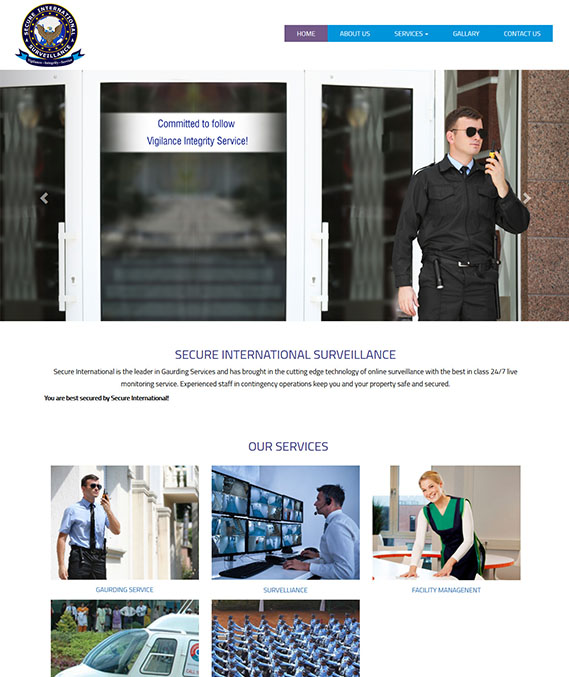 SECURE INTERNATIONAL
SURVEILLANCE
Vigilance - Integrity - Service
HOME
ABOUT US
SERVICES
GALLARY
CONTACT US
Committed to follow
Vigilance Integrity Service!
SECURE INTERNATIONAL SURVEILLANCE
Secure International is the leader in Gaurding Services and has brought in the cutting edge technology of online surveillance with the best in class 24/7 live
monitoring service. Experienced staff in contingency operations keep you and your property safe and secured.
You are best secured by Secure International!
OUR SERVICES
GAURDING SERVICE
SURVELLIANCE
FACILITY MANAGENENT